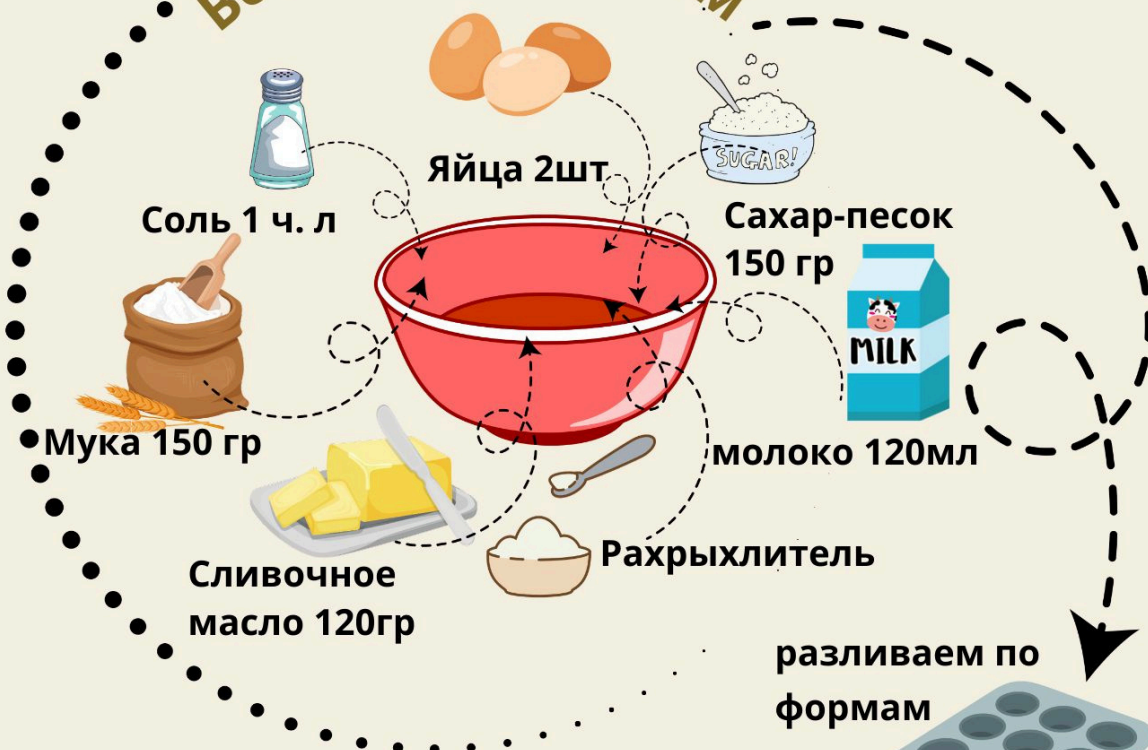 Яйца 2шт
SUGAR!
Соль 1 ч. л
Сахар-песок
150 гр
MILK
Мука 150 гр
молоко 120мл
Рахрыхлитель
Сливочное
масло 120гр
разливаем по
формам